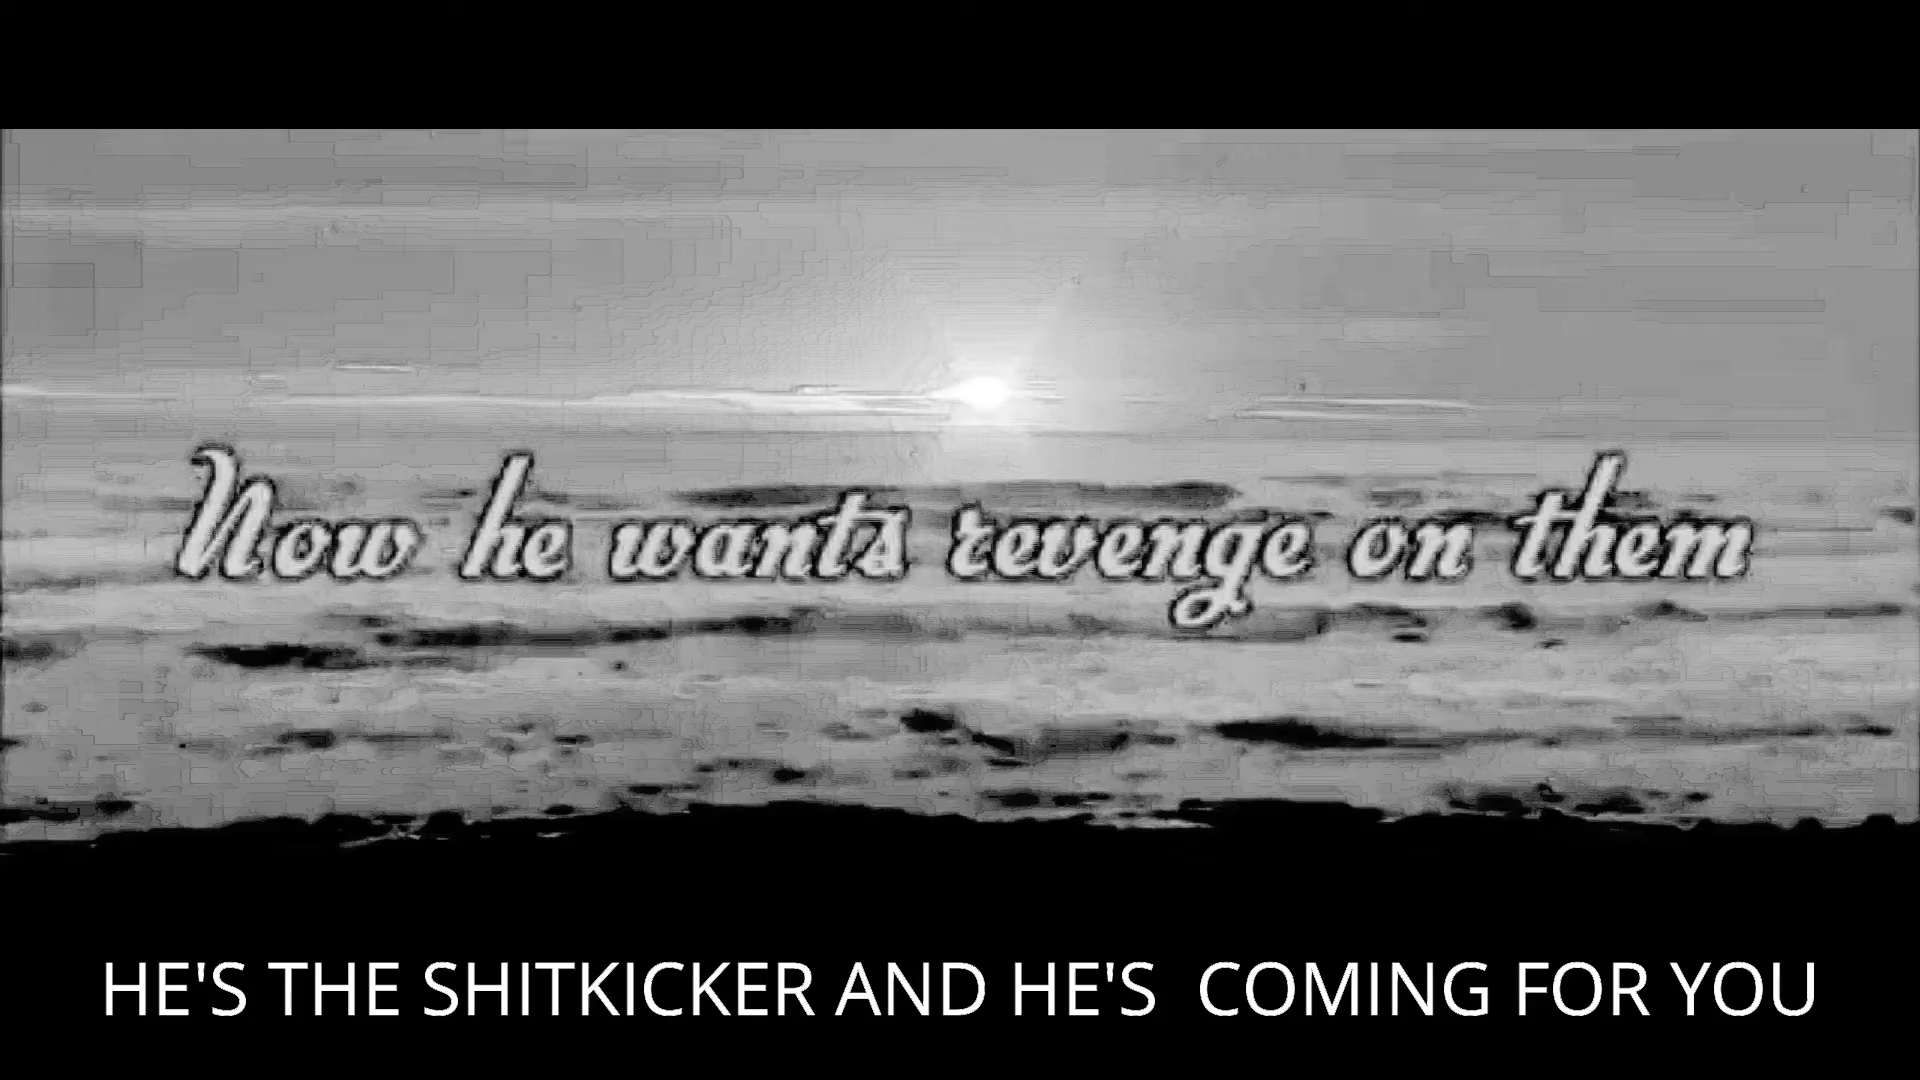 Now he wants revenge on them
HE'S THE SHITKICKER AND HE'S  COMING FOR YOU